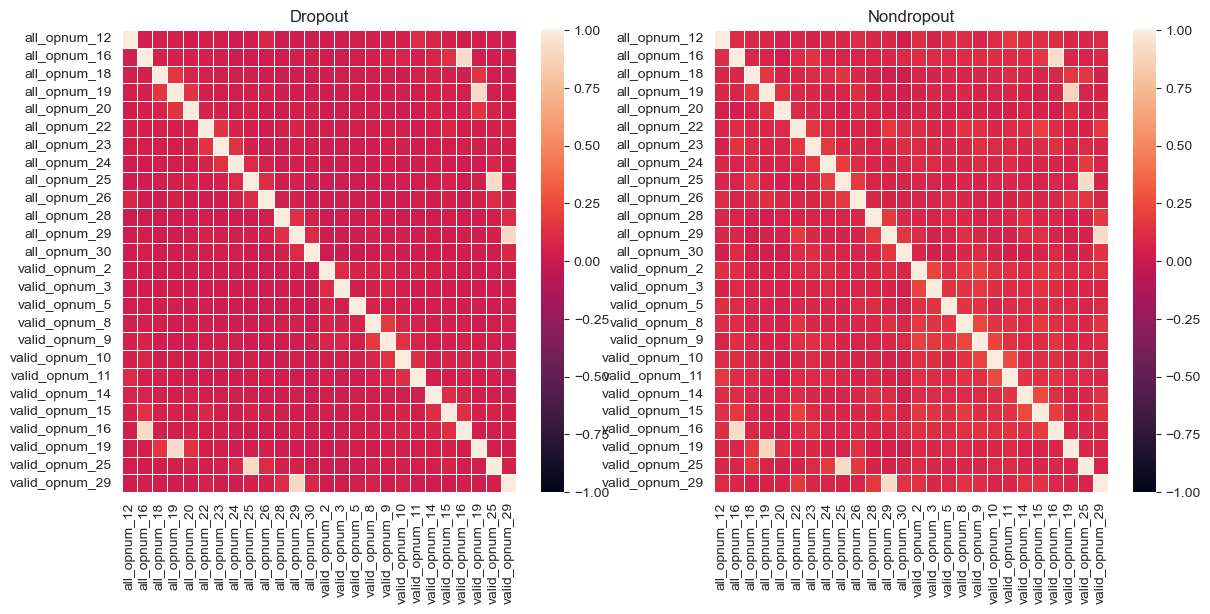 Dropout
all_opnum_12
all_opnum_16
all_opnum_18
all_opnum_19
all_opnum_20
all_opnum_22
all_opnum_23
all_opnum_24
all_opnum_25
all_opnum_26
all_opnum_28
all_opnum_29
all_opnum_30
valid_opnum_2
valid_opnum_3
valid_opnum_5
valid_opnum_8
valid_opnum_9
valid_opnum_10
valid_opnum_11
valid_opnum_14
valid_opnum_15
valid_opnum_16
valid_opnum_19
valid_opnum_25
valid_opnum_29
all_opnum_12
all_opnum_16
all_opnum_18
all_opnum_19
all_opnum_20
all_opnum_22
all_opnum_23
all_opnum_24
all_opnum_25
all_opnum_26
all_opnum_28
all_opnum_29
all_opnum_30
valid_opnum_2
valid_opnum_3
valid_opnum_5
valid_opnum_8
valid_opnum_9
valid_opnum_10
valid_opnum_11
valid_opnum_14
valid_opnum_15
valid_opnum_16
valid_opnum_19
valid_opnum_25
valid_opnum_29
1.00
0.75
0.50
0.25
0.00
−0.25
−0.50
−0.75
−1.00
Nondropout
all_opnum_12
all_opnum_16
all_opnum_18
all_opnum_19
all_opnum_20
all_opnum_22
all_opnum_23
all_opnum_24
all_opnum_25
all_opnum_26
all_opnum_28
all_opnum_29
all_opnum_30
valid_opnum_2
valid_opnum_3
valid_opnum_5
valid_opnum_8
valid_opnum_9
valid_opnum_10
valid_opnum_11
valid_opnum_14
valid_opnum_15
valid_opnum_16
valid_opnum_19
valid_opnum_25
valid_opnum_29
all_opnum_12
all_opnum_16
all_opnum_18
all_opnum_19
all_opnum_20
all_opnum_22
all_opnum_23
all_opnum_24
all_opnum_25
all_opnum_26
all_opnum_28
all_opnum_29
all_opnum_30
valid_opnum_2
valid_opnum_3
valid_opnum_5
valid_opnum_8
valid_opnum_9
valid_opnum_10
valid_opnum_11
valid_opnum_14
valid_opnum_15
valid_opnum_16
valid_opnum_19
valid_opnum_25
valid_opnum_29
1.00
0.75
0.50
0.25
0.00
−0.25
−0.50
−0.75
−1.00